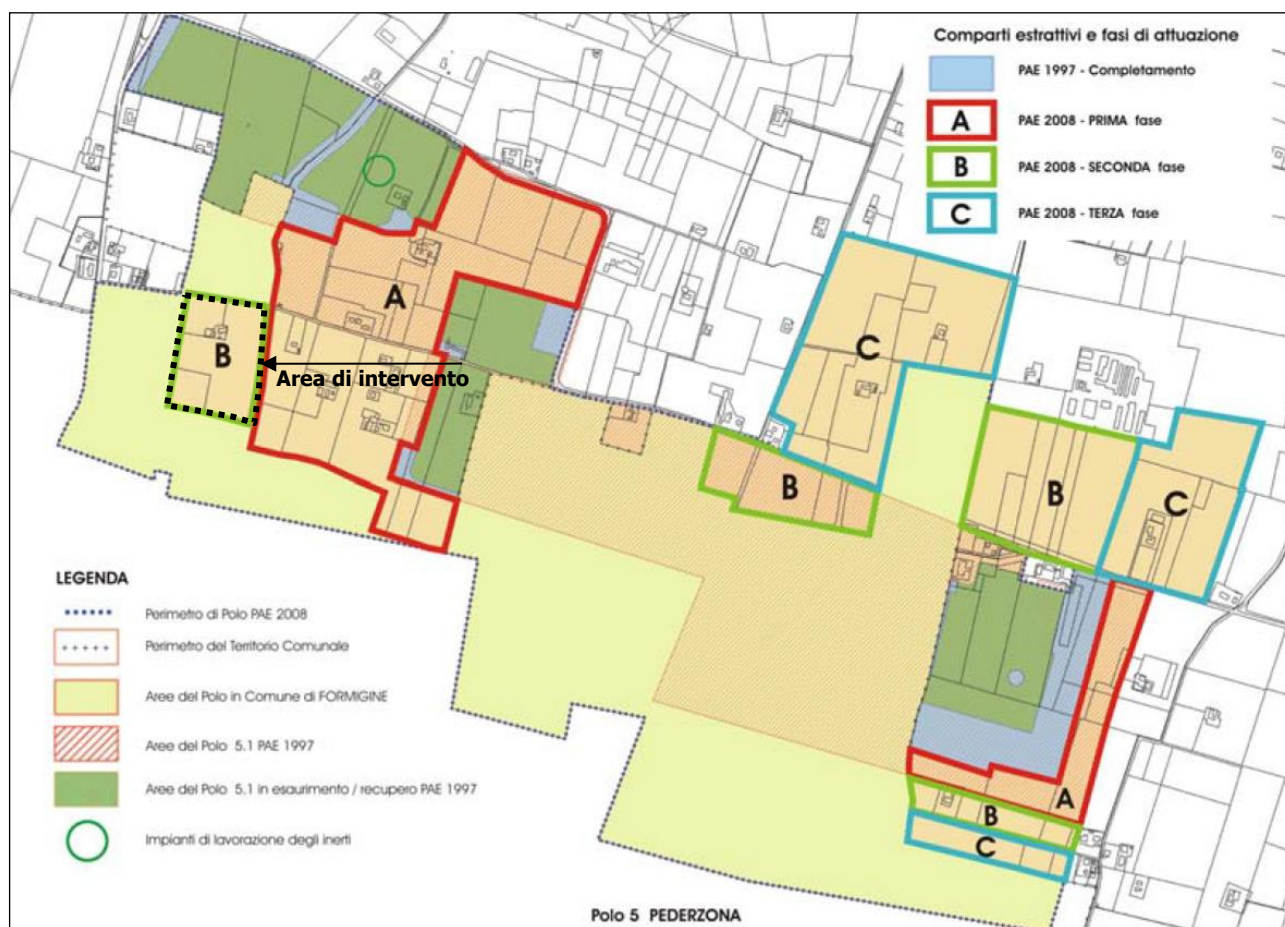 Comparti estrattivi e fasi di attuazione
PAE 1997 - Completamento
A PAE 2008 - PRIMA fase
B PAE 2008 - SECONDA fase
C PAE 2008 - TERZA fase
A
B
Area di intervento
C
B
B
C
A
B
C
LEGENDA
Perimetro di Polo PAE 2008
Perimetro del Territorio Comunale
Aree del Polo in Comune di FORMIGINE
Aree del Polo 5.1 PAE 1997
Aree del Polo 5.1 in esaurimento / recupero PAE 1997
Impianti di lavorazione degli inerti
Polo 5 PEDERZONA